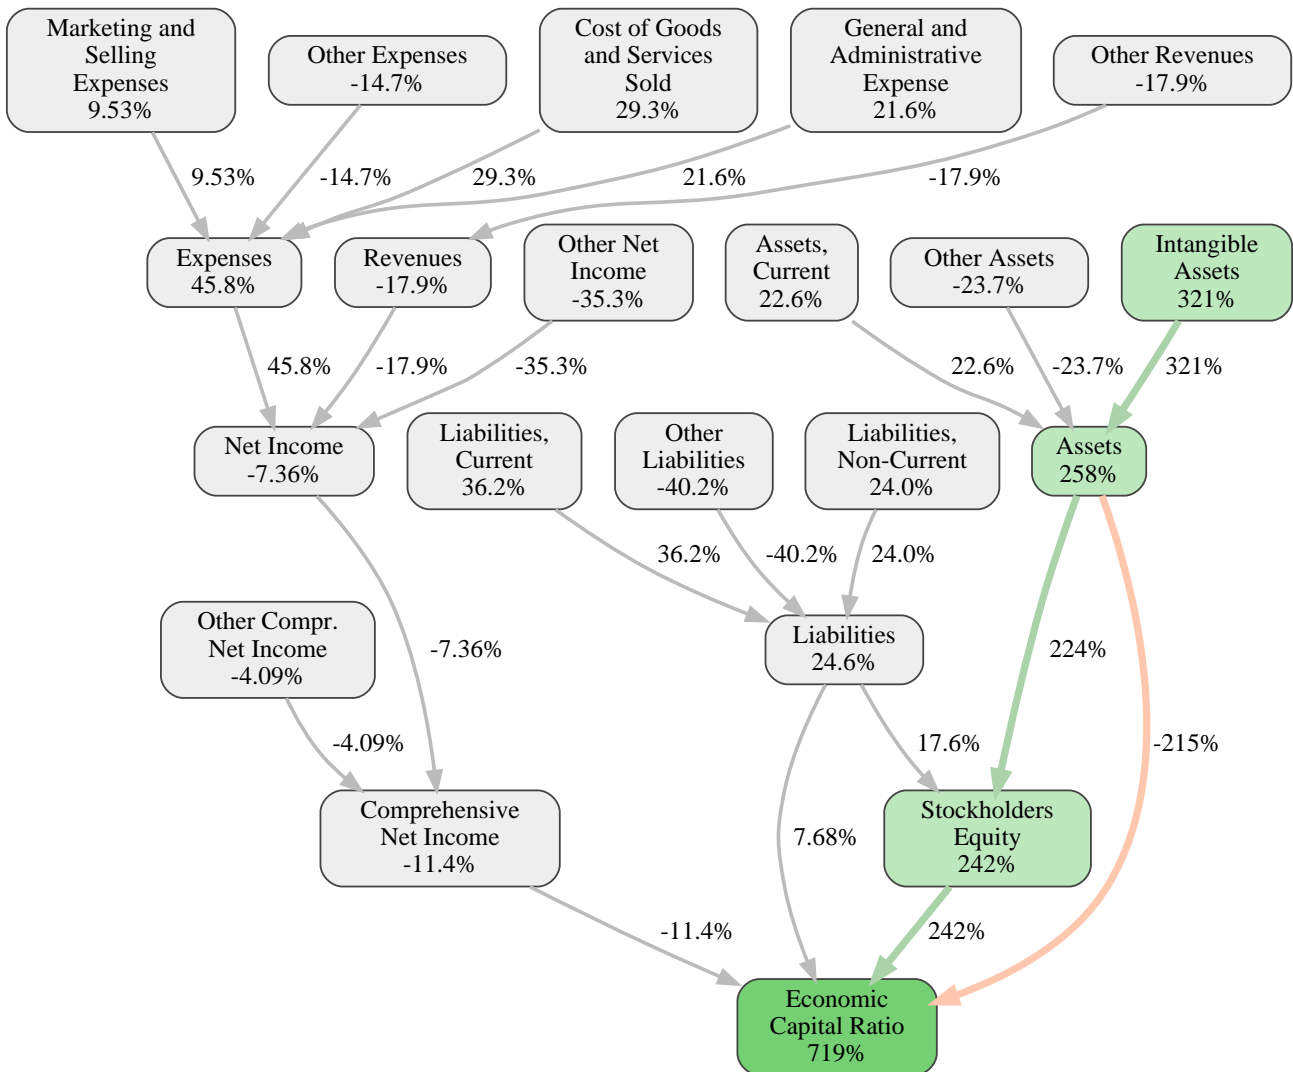 Marketing and
Selling
Expenses
9.53%
Other Expenses
-14.7%
Cost of Goods
and Services
Sold
29.3%
General and
Administrative
Expense
21.6%
Other Revenues
-17.9%
9.53%
-14.7%
29.3%
21.6%
-17.9%
Expenses
45.8%
Revenues
-17.9%
Other Net
Income
-35.3%
Assets,
Current
22.6%
Other Assets
-23.7%
Intangible
Assets
321%
45.8%
-17.9%
-35.3%
22.6%
-23.7%
321%
Net Income
-7.36%
Liabilities,
Current
36.2%
Other
Liabilities
-40.2%
Liabilities,
Non-Current
24.0%
Assets
258%
36.2%
-40.2%
24.0%
Other Compr.
Net Income
-4.09%
-7.36%
Liabilities
24.6%
224%
-4.09%
17.6%
-215%
Comprehensive
Net Income
-11.4%
7.68%
Stockholders
Equity
242%
-11.4%
242%
Economic
Capital Ratio
719%